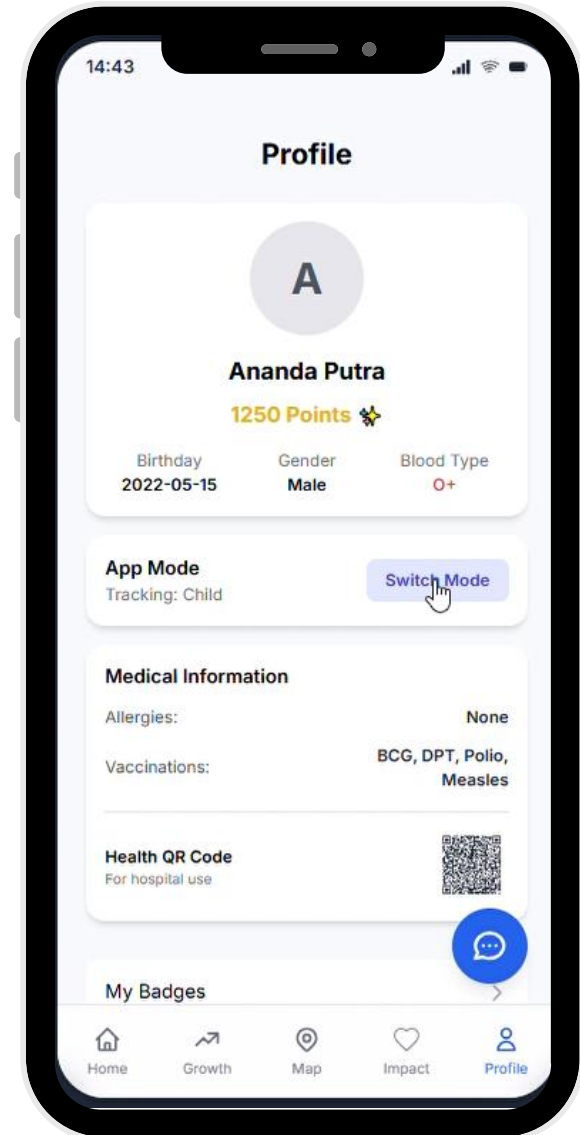 14:43
Profile
A
Ananda Putra
1250 Points ✨
Birthday Gender Blood Type
2022-05-15 Male O+
App Mode
Tracking: Child
Switch Mode
Medical Information
Allergies: None
Vaccinations: BCG, DPT, Polio,
Measles
Health QR Code
For hospital use
My Badges
Home Growth Map Impact Profile